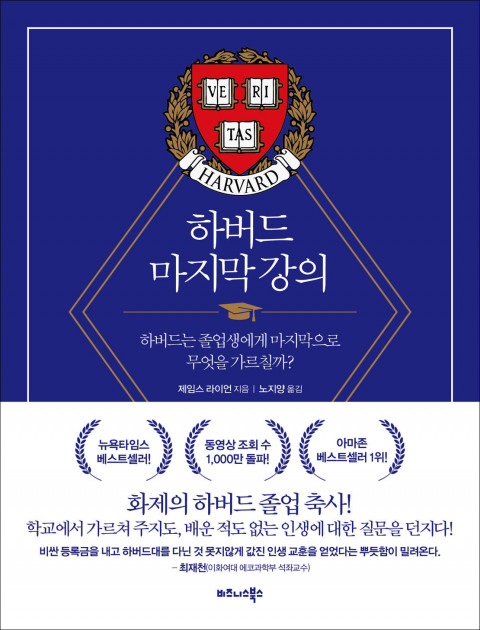 VE RI
TAS
HARVARD
하버드
마지막 강의
하버드는 졸업생에게 마지막으로
무엇을 가르칠까?
제임스 라이언 지음 | 노지양 옮김
뉴욕타임스
베스트셀러!
동영상 조회 수
1,000만 돌파!
아마존
베스트셀러 1위!
화제의 하버드 졸업 축사!
학교에서 가르쳐 주지도, 배운 적도 없는 인생에 대한 질문을 던지다!
비싼 등록금을 내고 하버드대를 다닌 것 못지않게 값진 인생 교훈을 얻었다는 뿌듯함이 밀려온다.
– 최재천(이화여대 에코과학부 석좌교수)
비즈니스북스